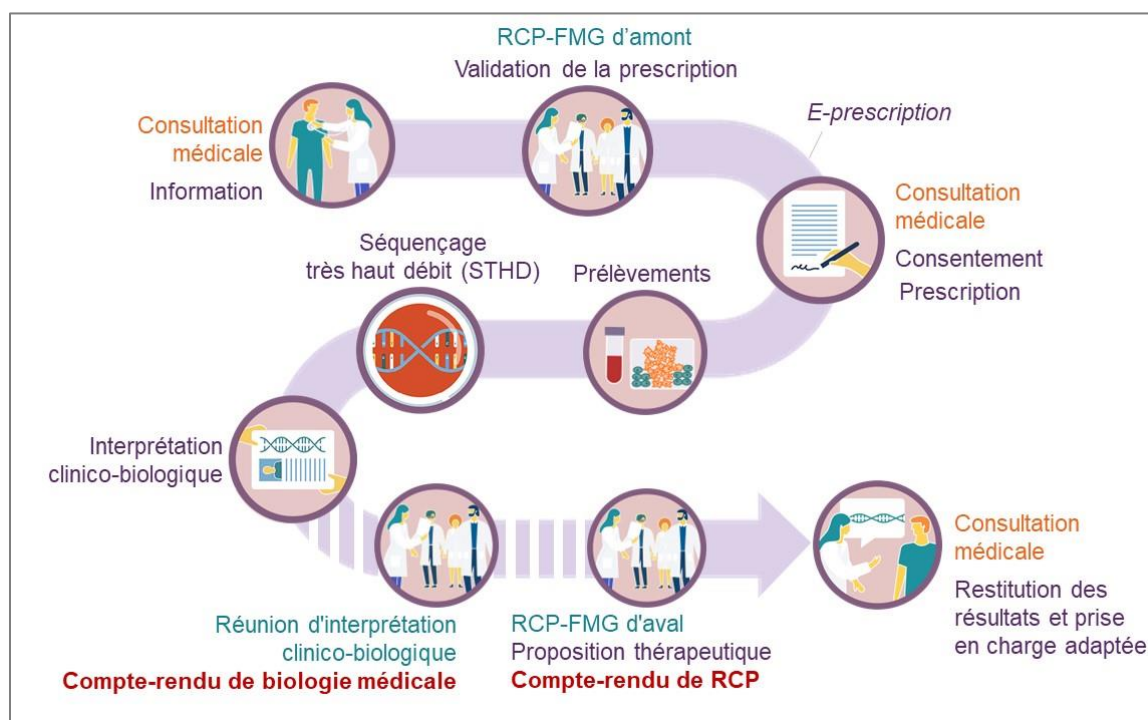 RCP-FMG d’amont
Validation de la prescription
Consultation
médicale
Information
E-prescription
Consultation
médicale
Consentement
Prescription
Séquençage
très haut débit (STHD)
Prélèvements
Interprétation
clinico-biologique
Réunion d'interprétation
clinico-biologique
Compte-rendu de biologie médicale
RCP-FMG d'aval
Proposition thérapeutique
Compte-rendu de RCP
Consultation
médicale
Restitution des
résultats et prise
en charge adaptée